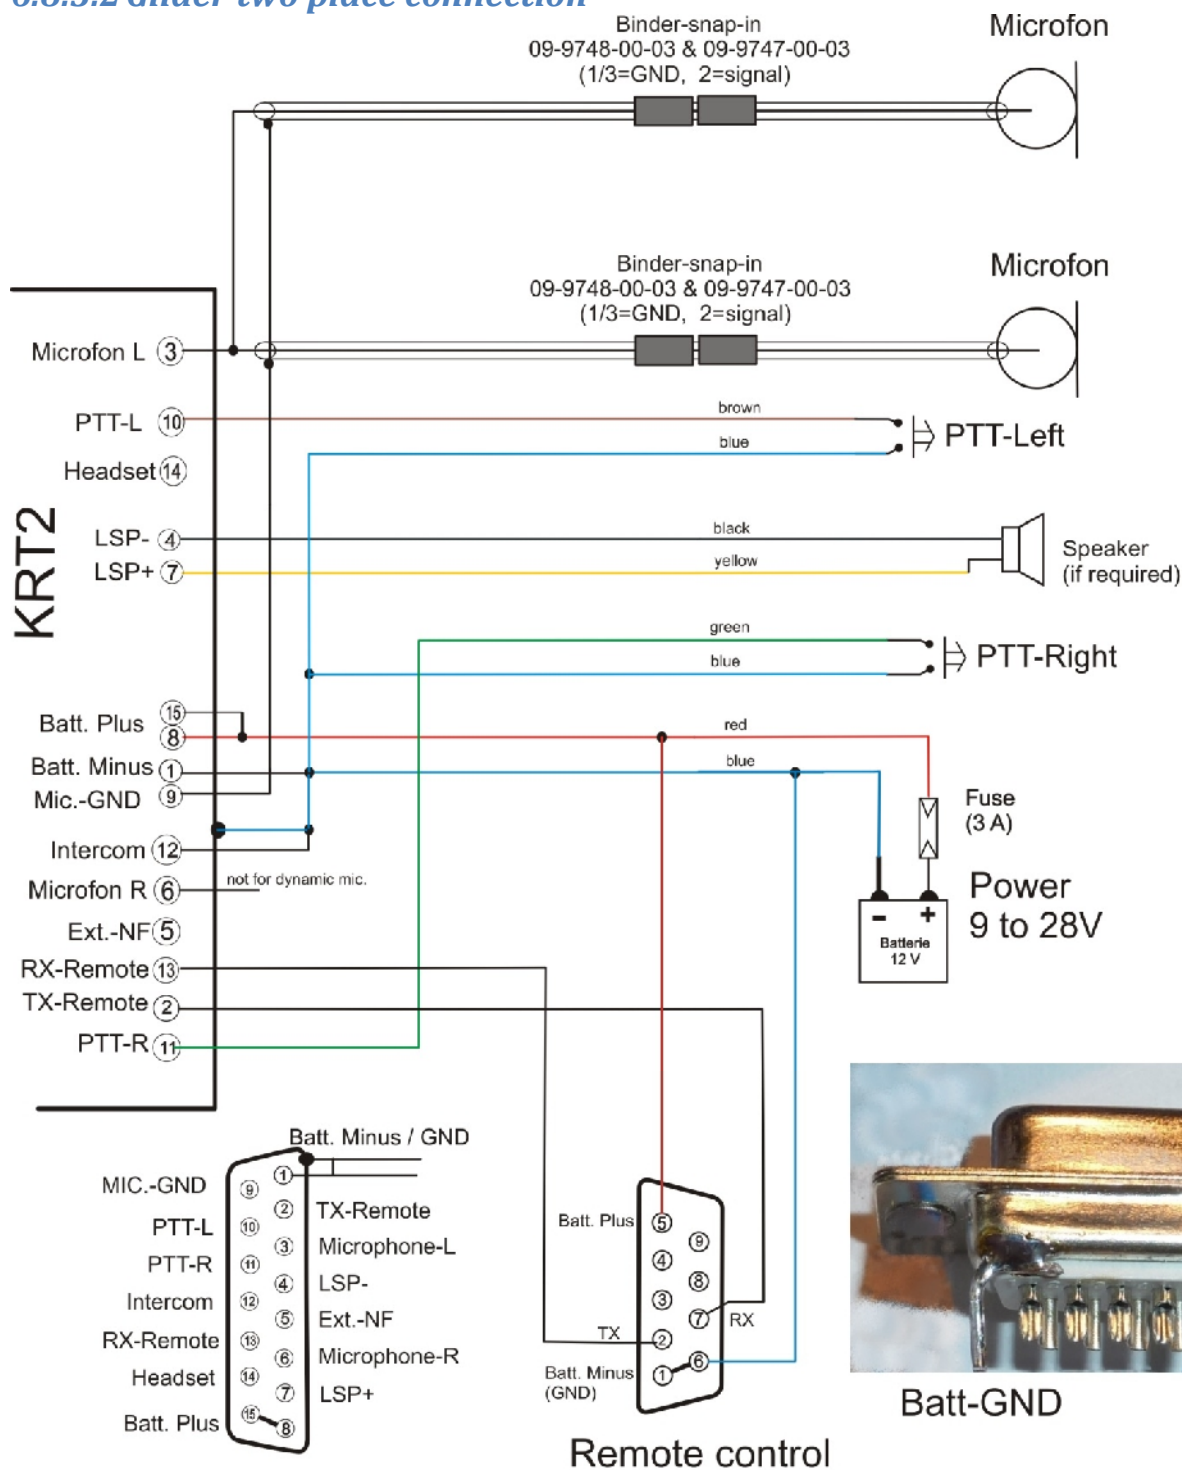 6.8.3.2 Glider two place connection
Binder-snap-in
09-9748-00-03 & 09-9747-00-03
(1/3=GND, 2=signal)
Microfon
Binder-snap-in
09-9748-00-03 & 09-9747-00-03
(1/3=GND, 2=signal)
Microfon
KRT2
Microfon L 3
PTT-L 10
brown
blue
PTT-Left
Headset 14
LSP- 4
black
LSP+ 7
yellow
Speaker
(if required)
green
blue
PTT-Right
Batt. Plus 15
8
red
Batt. Minus 1
blue
Mic.-GND 9
Fuse
(3 A)
Intercom 12
Microfon R 6
not for dynamic mic.
Power
9 to 28V
- +
Batterie
12 V
Ext.-NF 5
RX-Remote 13
TX-Remote 2
PTT-R 11
Batt. Minus / GND
MIC.-GND 9
1
PTT-L 10
2 TX-Remote
PTT-R 11
3 Microphone-L
Intercom 12
4 LSP-
RX-Remote 13
5 Ext.-NF
Headset 14
6 Microphone-R
Batt. Plus 15
7 LSP+
8
Batt. Plus 5
9
4
8
3
7 RX
TX 2
6
Batt. Minus
(GND)
1
Remote control
Batt-GND